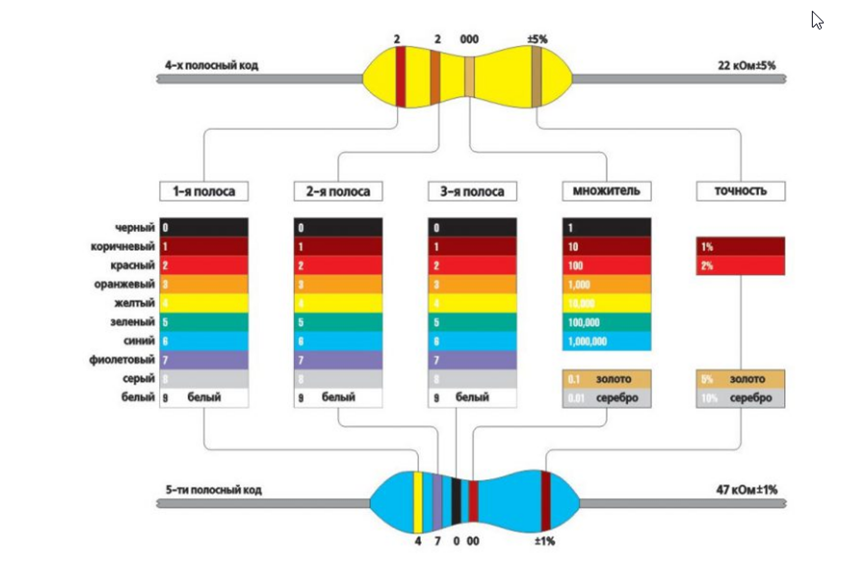 2 2 000 ±5%
4-х полосный код 22 кОм±5%
1-я полоса 2-я полоса 3-я полоса множитель точность
черный 0 0 0 1
коричневый 1 1 1 10 1%
красный 2 2 2 100 2%
оранжевый 3 3 3 1,000
желтый 4 4 4 10,000
зеленый 5 5 5 100,000
синий 6 6 6 1,000,000
фиолетовый 7 7 7
серый 8 8 8 0.1 золото 5% золото
белый 9 белый 9 белый 9 белый 0.01 серебро 10% серебро
5-ти полосный код 47 кОм±1%
4 7 0 00 ±1%